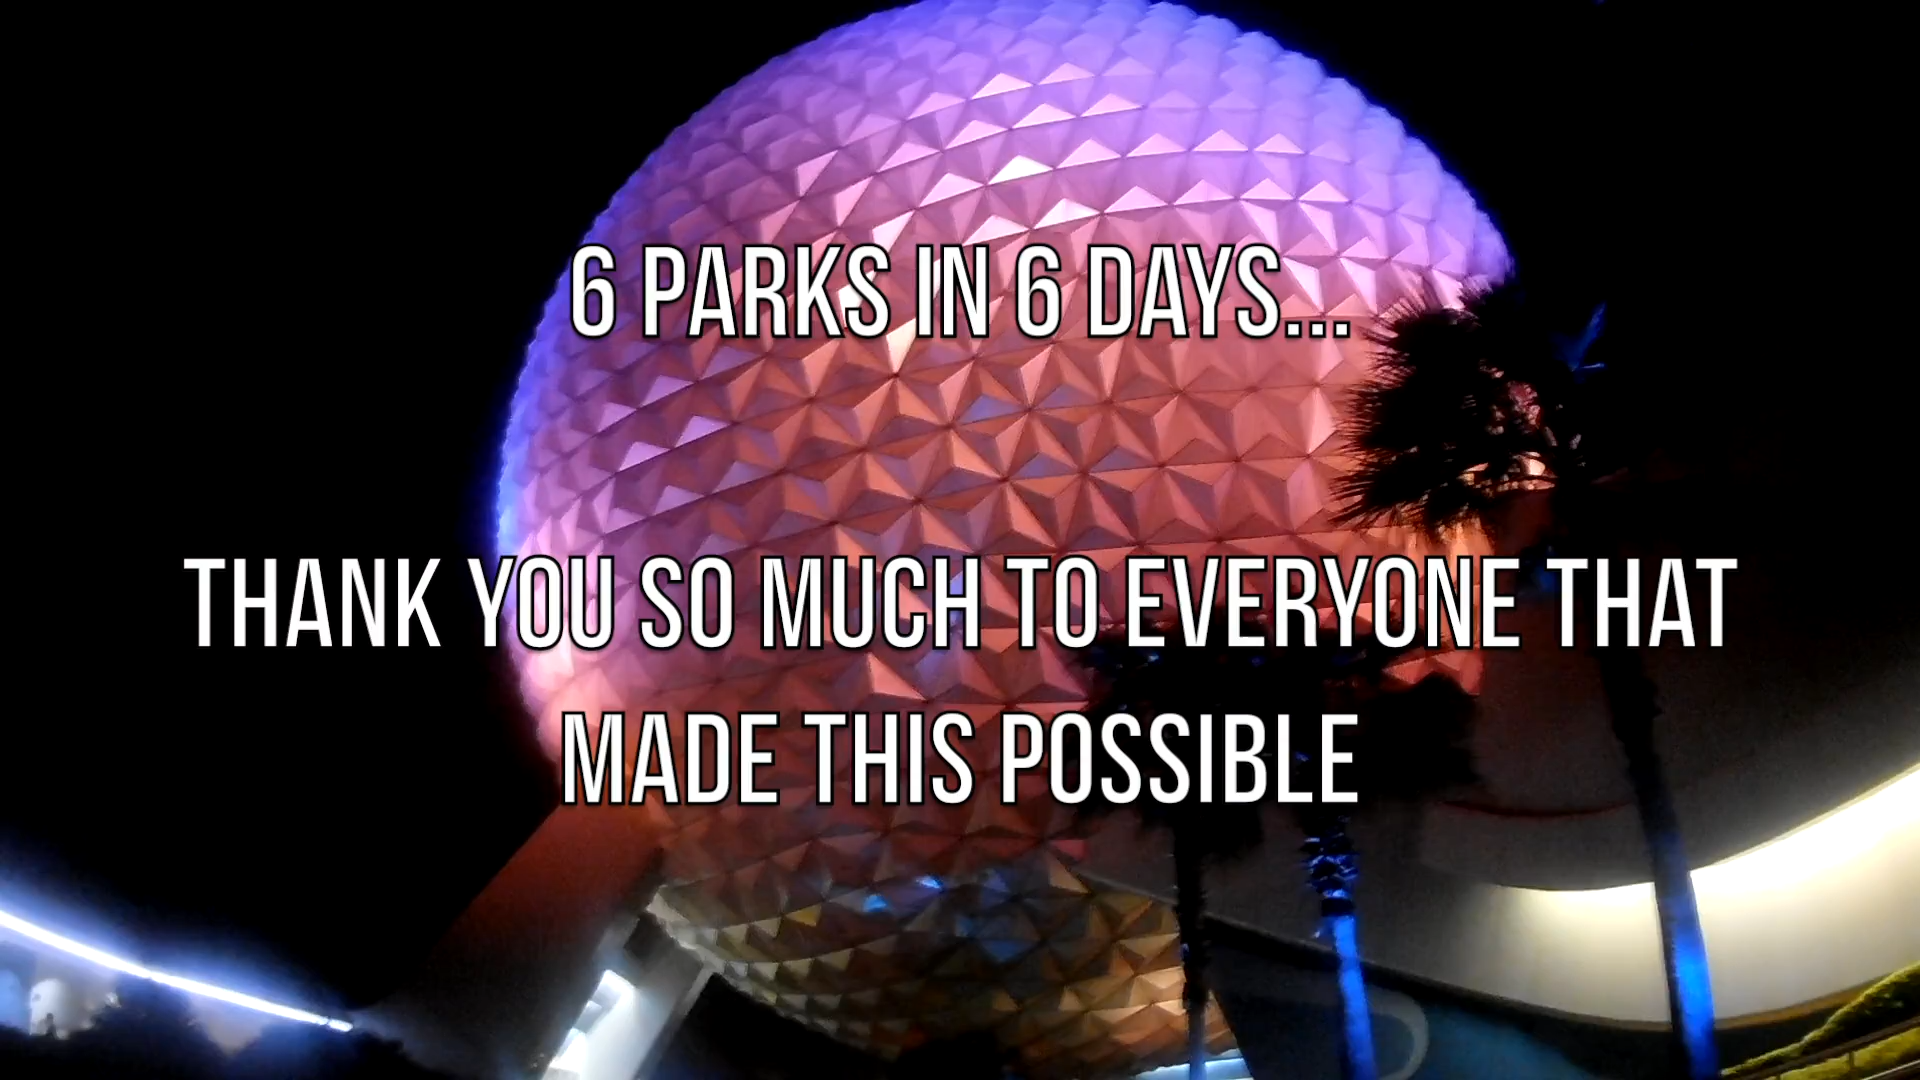 6 PARKS IN 6 DAYS...
THANK YOU SO MUCH TO EVERYONE THAT
MADE THIS POSSIBLE